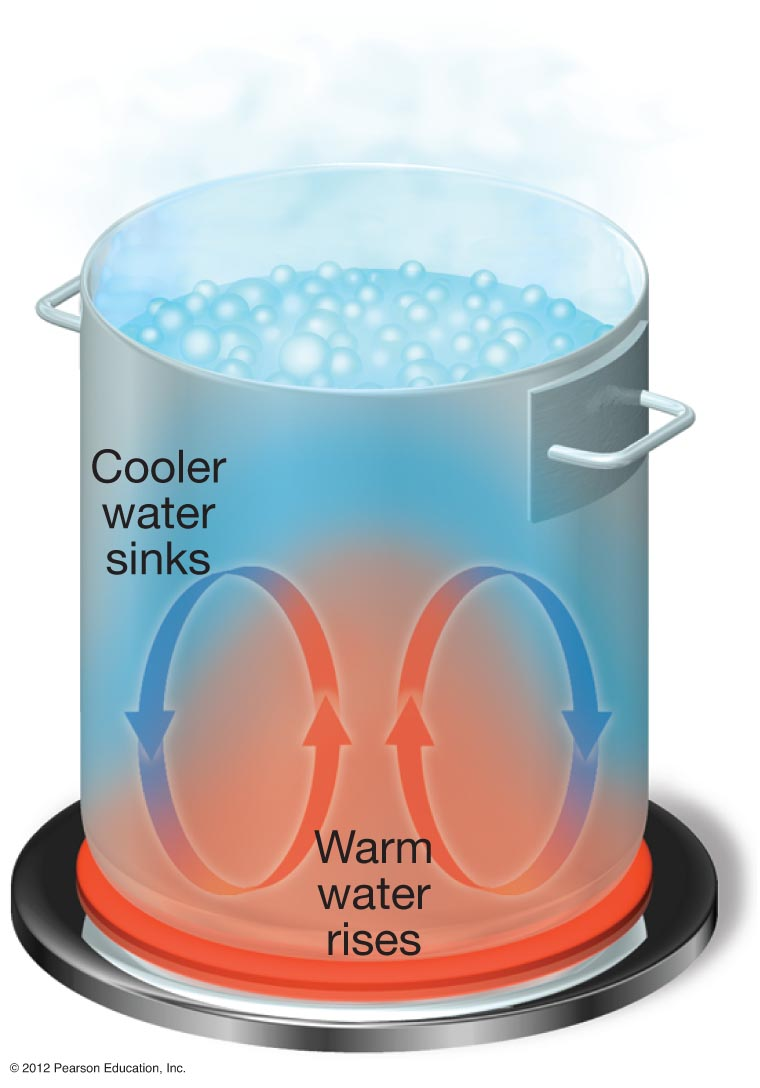 Cooler
water
sinks
Warm
water
rises
© 2012 Pearson Education, Inc.